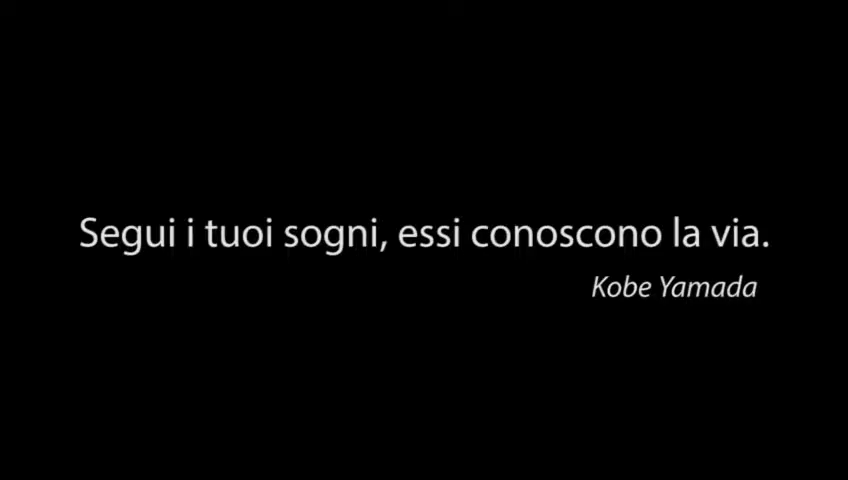 Segui i tuoi sogni, essi conoscono la via.
Kobe Yamada